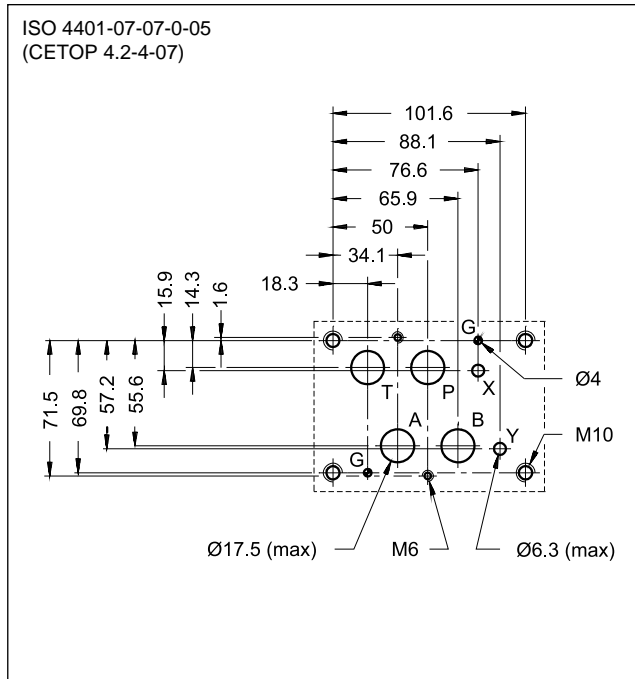 ISO 4401-07-07-0-05
(CETOP 4.2-4-07)
101.6
88.1
76.6
65.9
50
34.1
18.3
15.9
14.3
1.6
71.5
69.8
57.2
55.6
G
T
P
X
Ø4
A
B
Y
M10
G
Ø17.5 (max)
M6
Ø6.3 (max)